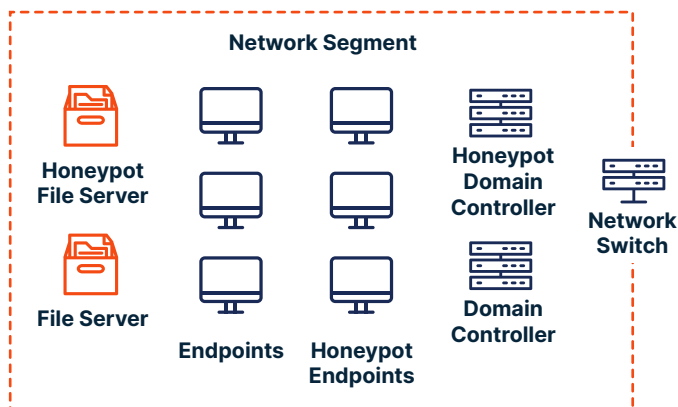 Network Segment
Honeypot
File Server
Honeypot
Domain
Controller
Network
Switch
File Server
Endpoints
Honeypot
Endpoints
Domain
Controller